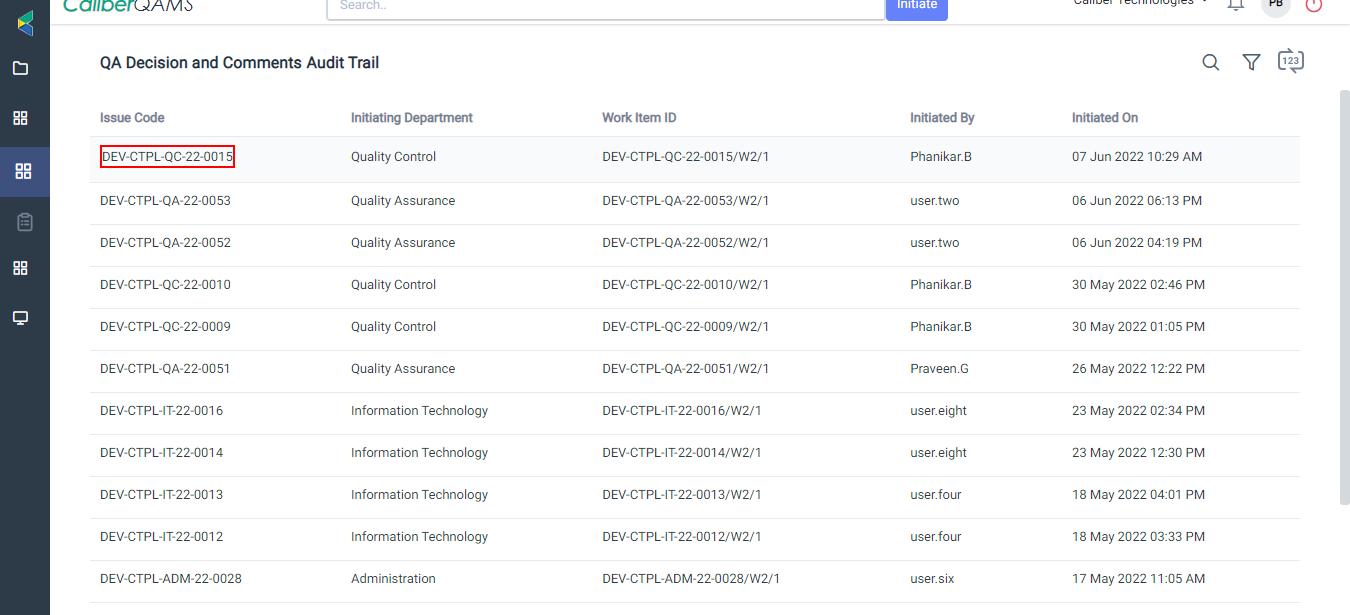 CaliberQAMS
Search.. Initiate Caliber Technologies PB
QA Decision and Comments Audit Trail 123
Issue Code Initiating Department Work Item ID Initiated By Initiated On
DEV-CTPL-QC-22-0015 Quality Control DEV-CTPL-QC-22-0015/W2/1 Phanikar.B 07 Jun 2022 10:29 AM
DEV-CTPL-QA-22-0053 Quality Assurance DEV-CTPL-QA-22-0053/W2/1 user.two 06 Jun 2022 06:13 PM
DEV-CTPL-QA-22-0052 Quality Assurance DEV-CTPL-QA-22-0052/W2/1 user.two 06 Jun 2022 04:19 PM
DEV-CTPL-QC-22-0010 Quality Control DEV-CTPL-QC-22-0010/W2/1 Phanikar.B 30 May 2022 02:46 PM
DEV-CTPL-QC-22-0009 Quality Control DEV-CTPL-QC-22-0009/W2/1 Phanikar.B 30 May 2022 01:05 PM
DEV-CTPL-QA-22-0051 Quality Assurance DEV-CTPL-QA-22-0051/W2/1 Praveen.G 26 May 2022 12:22 PM
DEV-CTPL-IT-22-0016 Information Technology DEV-CTPL-IT-22-0016/W2/1 user.eight 23 May 2022 02:34 PM
DEV-CTPL-IT-22-0014 Information Technology DEV-CTPL-IT-22-0014/W2/1 user.eight 23 May 2022 12:30 PM
DEV-CTPL-IT-22-0013 Information Technology DEV-CTPL-IT-22-0013/W2/1 user.four 18 May 2022 04:01 PM
DEV-CTPL-IT-22-0012 Information Technology DEV-CTPL-IT-22-0012/W2/1 user.four 18 May 2022 03:33 PM
DEV-CTPL-ADM-22-0028 Administration DEV-CTPL-ADM-22-0028/W2/1 user.six 17 May 2022 11:05 AM